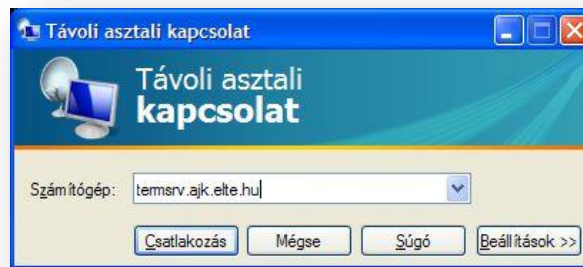 Távoli asztali kapcsolat
Távoli asztali
kapcsolat
Számítógép:
termsrv.ajk.elte.hu
Csatlakozás
Mégse
Súgó
Beállítások >>